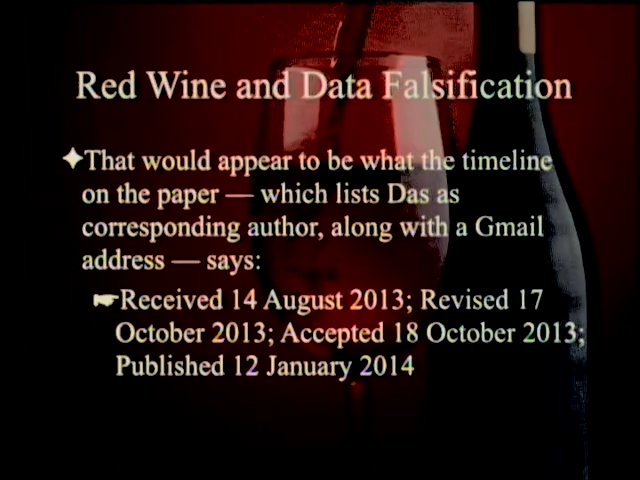 Red Wine and Data Falsification
✦That would appear to be what the timeline
on the paper — which lists Das as
corresponding author, along with a Gmail
address — says:
☛Received 14 August 2013; Revised 17
October 2013; Accepted 18 October 2013;
Published 12 January 2014